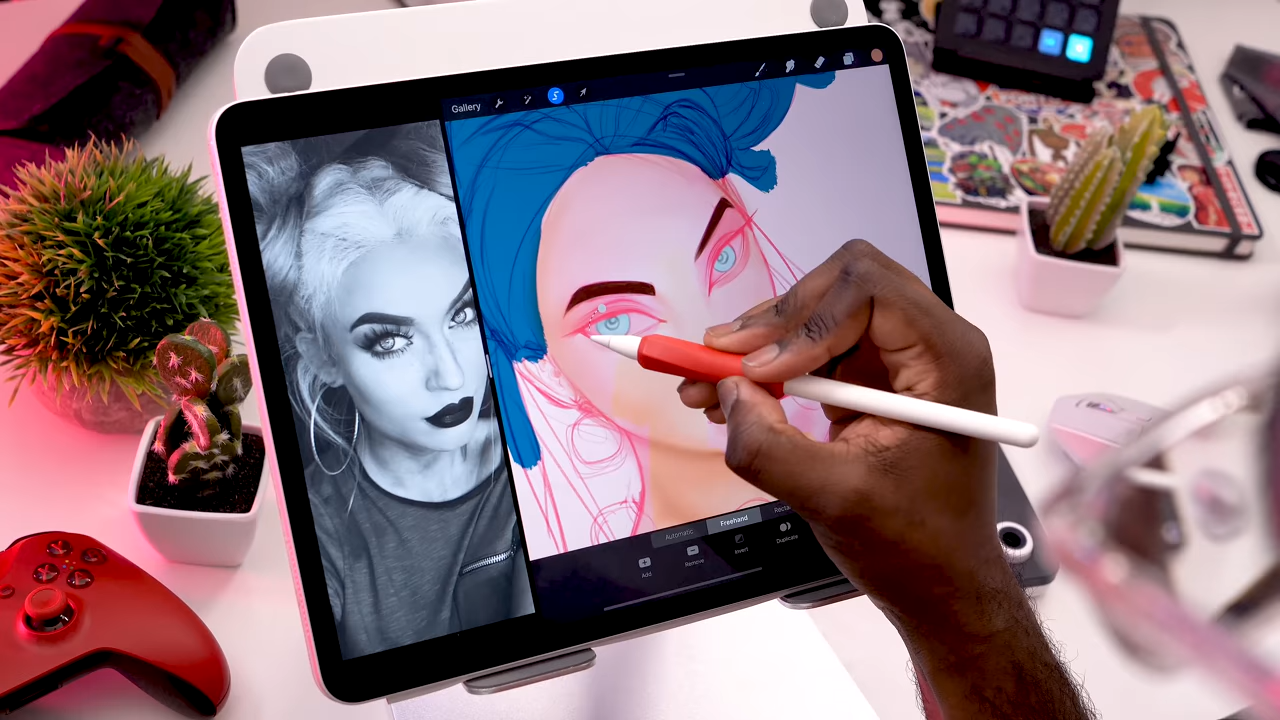 Gallery
Automatic
Freehand
Add
Remove
Invert
Duplicate